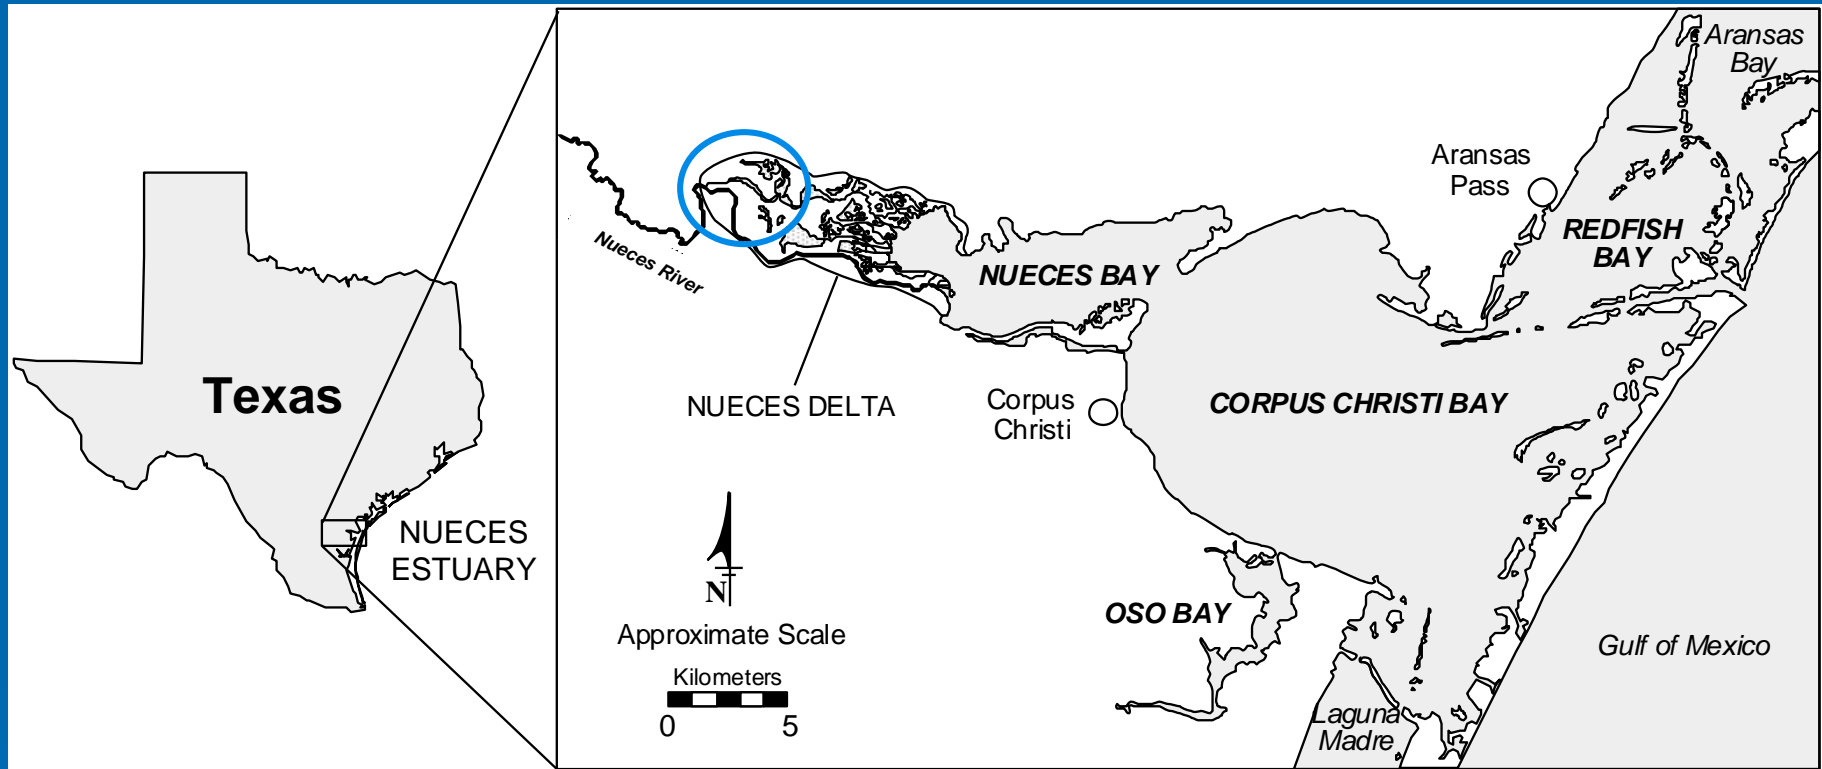 Texas
NUECES
ESTUARY
Nueces River
NUECES DELTA
NUECES BAY
Corpus
Christi
CORPUS CHRISTI BAY
Aransas
Pass
REDFISH
BAY
Aransas
Bay
OSO BAY
Laguna
Madre
Gulf of Mexico
N
Approximate Scale
Kilometers
0 5